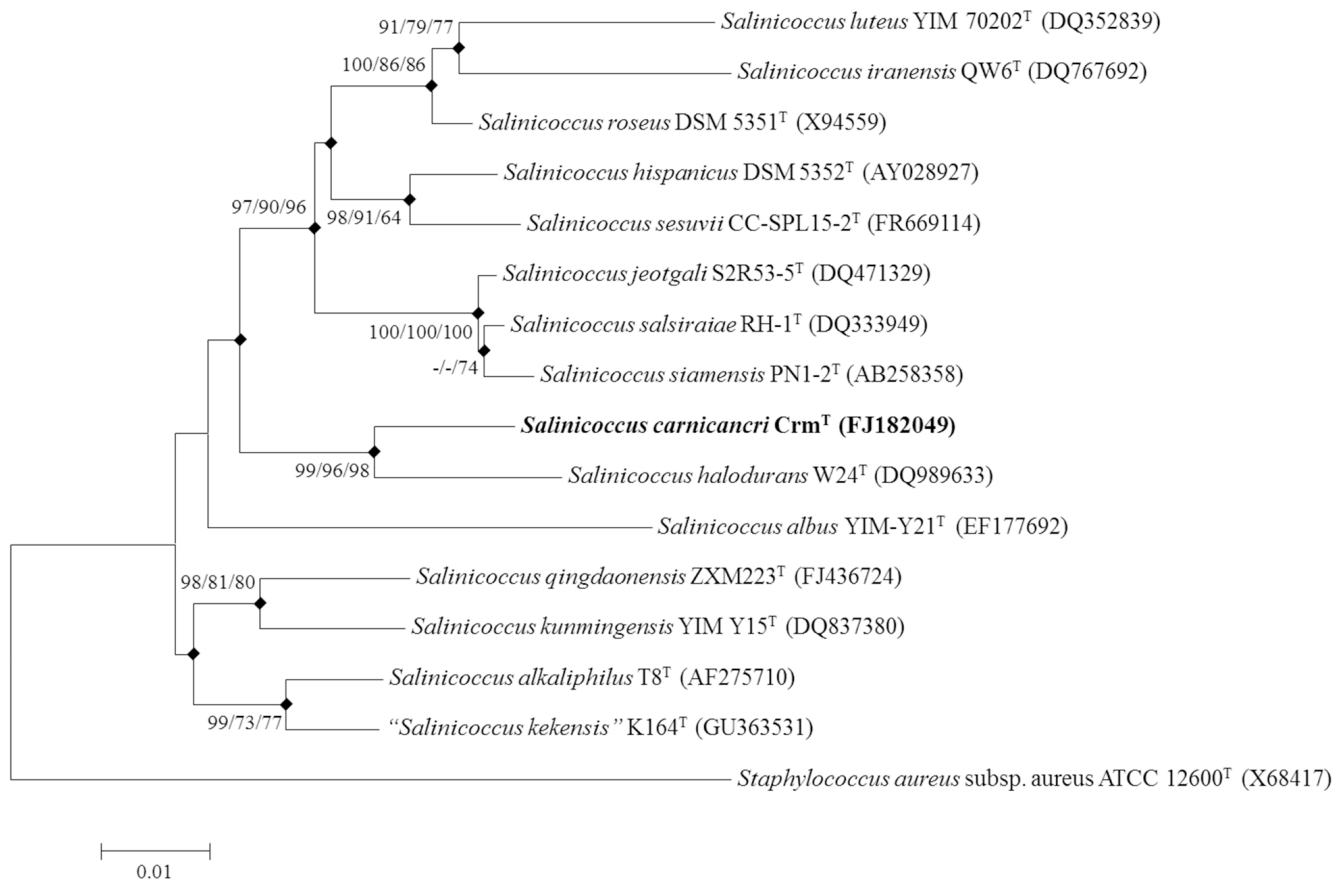 91/79/77
Salinicoccus luteus YIM 70202ᵀ (DQ352839)
100/86/86
Salinicoccus iranensis QW6ᵀ (DQ767692)
Salinicoccus roseus DSM 5351ᵀ (X94559)
Salinicoccus hispanicus DSM 5352ᵀ (AY028927)
97/90/96
98/91/64
Salinicoccus sesuvii CC-SPL15-2ᵀ (FR669114)
Salinicoccus jeotgali S2R53-5ᵀ (DQ471329)
100/100/100
Salinicoccus salsiraiae RH-1ᵀ (DQ333949)
-/-/74
Salinicoccus siamensis PN1-2ᵀ (AB258358)
Salinicoccus carnicancri Crmᵀ (FJ182049)
99/96/98
Salinicoccus halodurans W24ᵀ (DQ989633)
Salinicoccus albus YIM-Y21ᵀ (EF177692)
98/81/80
Salinicoccus qingdaonensis ZXM223ᵀ (FJ436724)
Salinicoccus kunmingensis YIM Y15ᵀ (DQ837380)
Salinicoccus alkaliphilus T8ᵀ (AF275710)
99/73/77
“Salinicoccus kekensis” K164ᵀ (GU363531)
Staphylococcus aureus subsp. aureus ATCC 12600ᵀ (X68417)
0.01